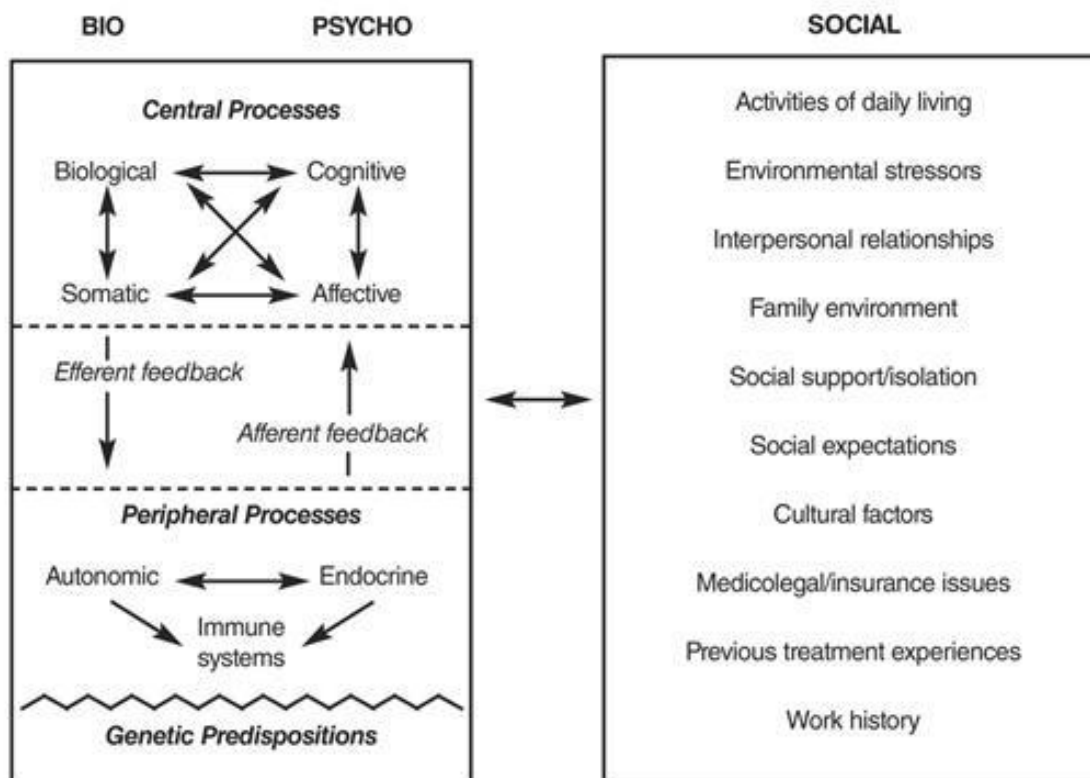 BIO PSYCHO
Central Processes
Biological Cognitive
Somatic Affective
Efferent feedback
Afferent feedback
Peripheral Processes
Autonomic Endocrine
Immune
systems
Genetic Predispositions
SOCIAL
Activities of daily living
Environmental stressors
Interpersonal relationships
Family environment
Social support/isolation
Social expectations
Cultural factors
Medicolegal/insurance issues
Previous treatment experiences
Work history